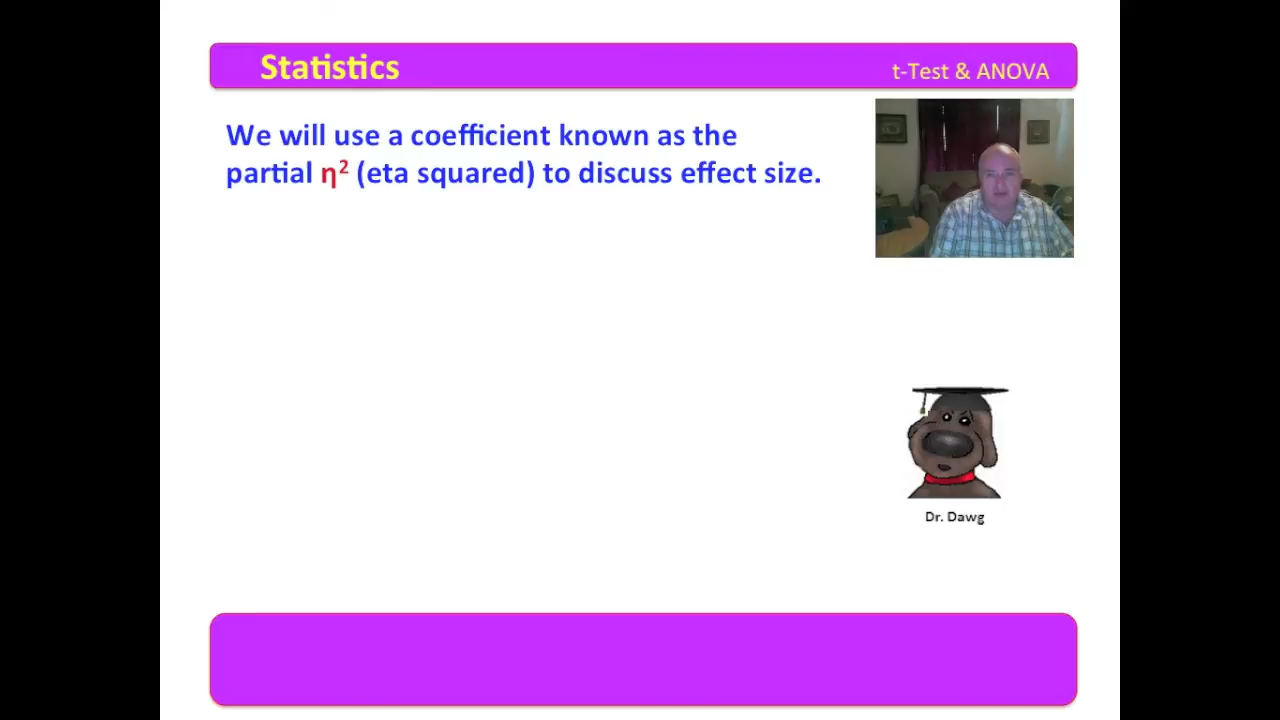 Statistics
t-Test & ANOVA
We will use a coefficient known as the
partial η² (eta squared) to discuss effect size.
Dr. Dawg